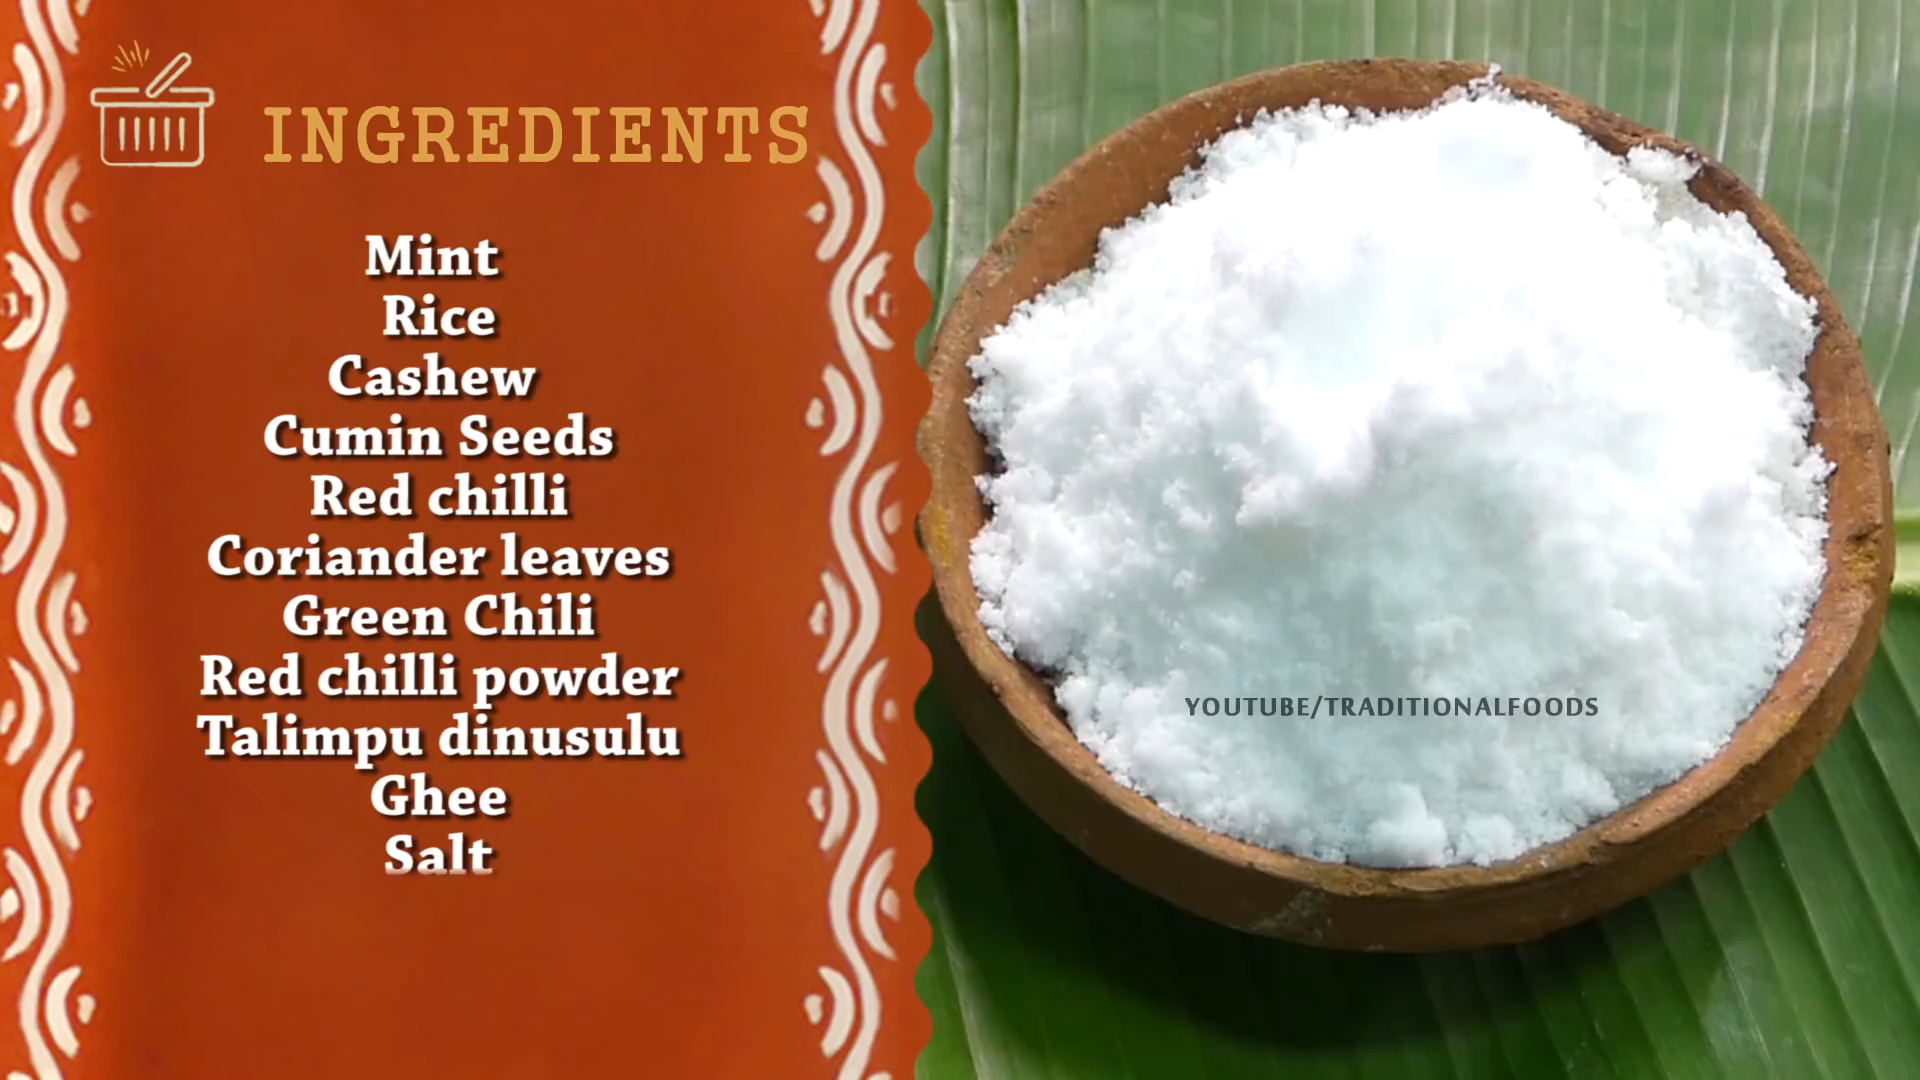 INGREDIENTS
Mint
Rice
Cashew
Cumin Seeds
Red chilli
Coriander leaves
Green Chili
Red chilli powder
Talimpu dinusulu
Ghee
Salt
YOUTUBE/TRADITIONALFOODS